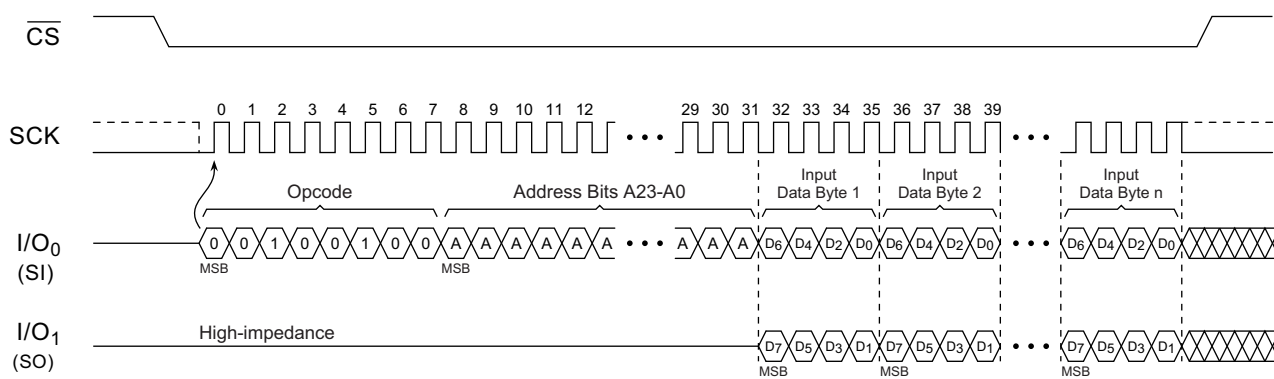 CS
0 1 2 3 4 5 6 7 8 9 10 11 12 29 30 31 32 33 34 35 36 37 38 39
SCK
Opcode Address Bits A23-A0 Input Data Byte 1 Input Data Byte 2 Input Data Byte n
I/O0 (SI)
0 0 1 0 0 1 0 0 A A A A A A A A A D6 D4 D2 D0 D6 D4 D2 D0 D6 D4 D2 D0
MSB MSB
I/O1 (SO)
High-impedance
D7 D5 D3 D1 D7 D5 D3 D1 D7 D5 D3 D1
MSB MSB MSB